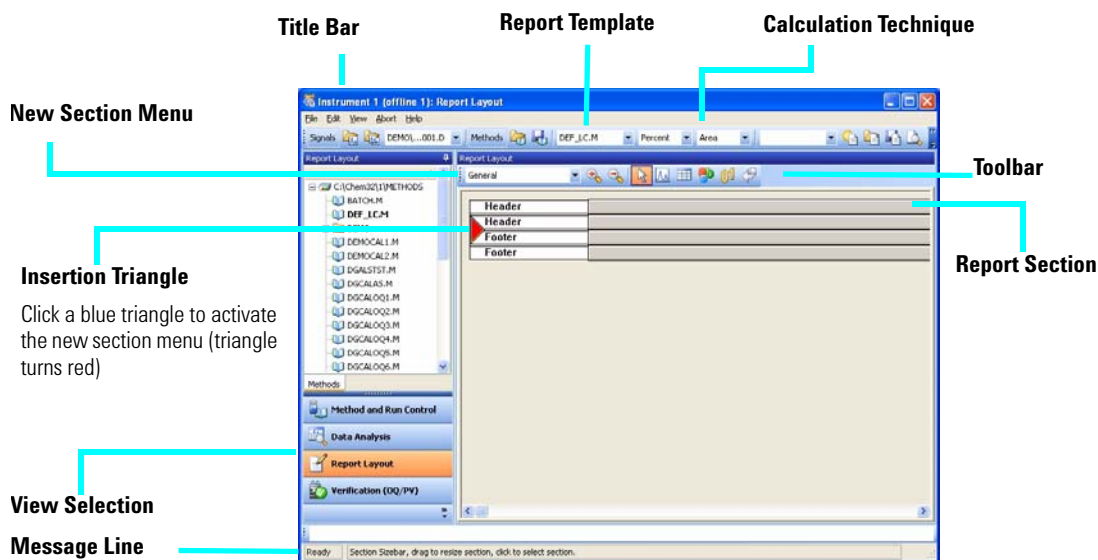 Title Bar
Report Template
Calculation Technique
New Section Menu
Instrument 1 (offline 1): Report Layout
File Edit View Abort Help
Signals DEMO\...001.D Methods DEF_LC.M Percent Area
Report Layout
Report Layout
General
Toolbar
C:\Chem32\1\METHODS
BATCH.M
DEF_LC.M
DEMOCAL1.M
DEMOCAL2.M
DGALSTST.M
DGCALAS.M
DGCALOQ1.M
DGCALOQ2.M
DGCALOQ3.M
DGCALOQ4.M
DGCALOQ5.M
DGCALOQ6.M
Header
Header
Footer
Footer
Report Section
Insertion Triangle
Click a blue triangle to activate
the new section menu (triangle
turns red)
Methods
Method and Run Control
Data Analysis
Report Layout
Verification (OQ/PV)
View Selection
Message Line
Ready Section Sizebar, drag to resize section, click to select section.